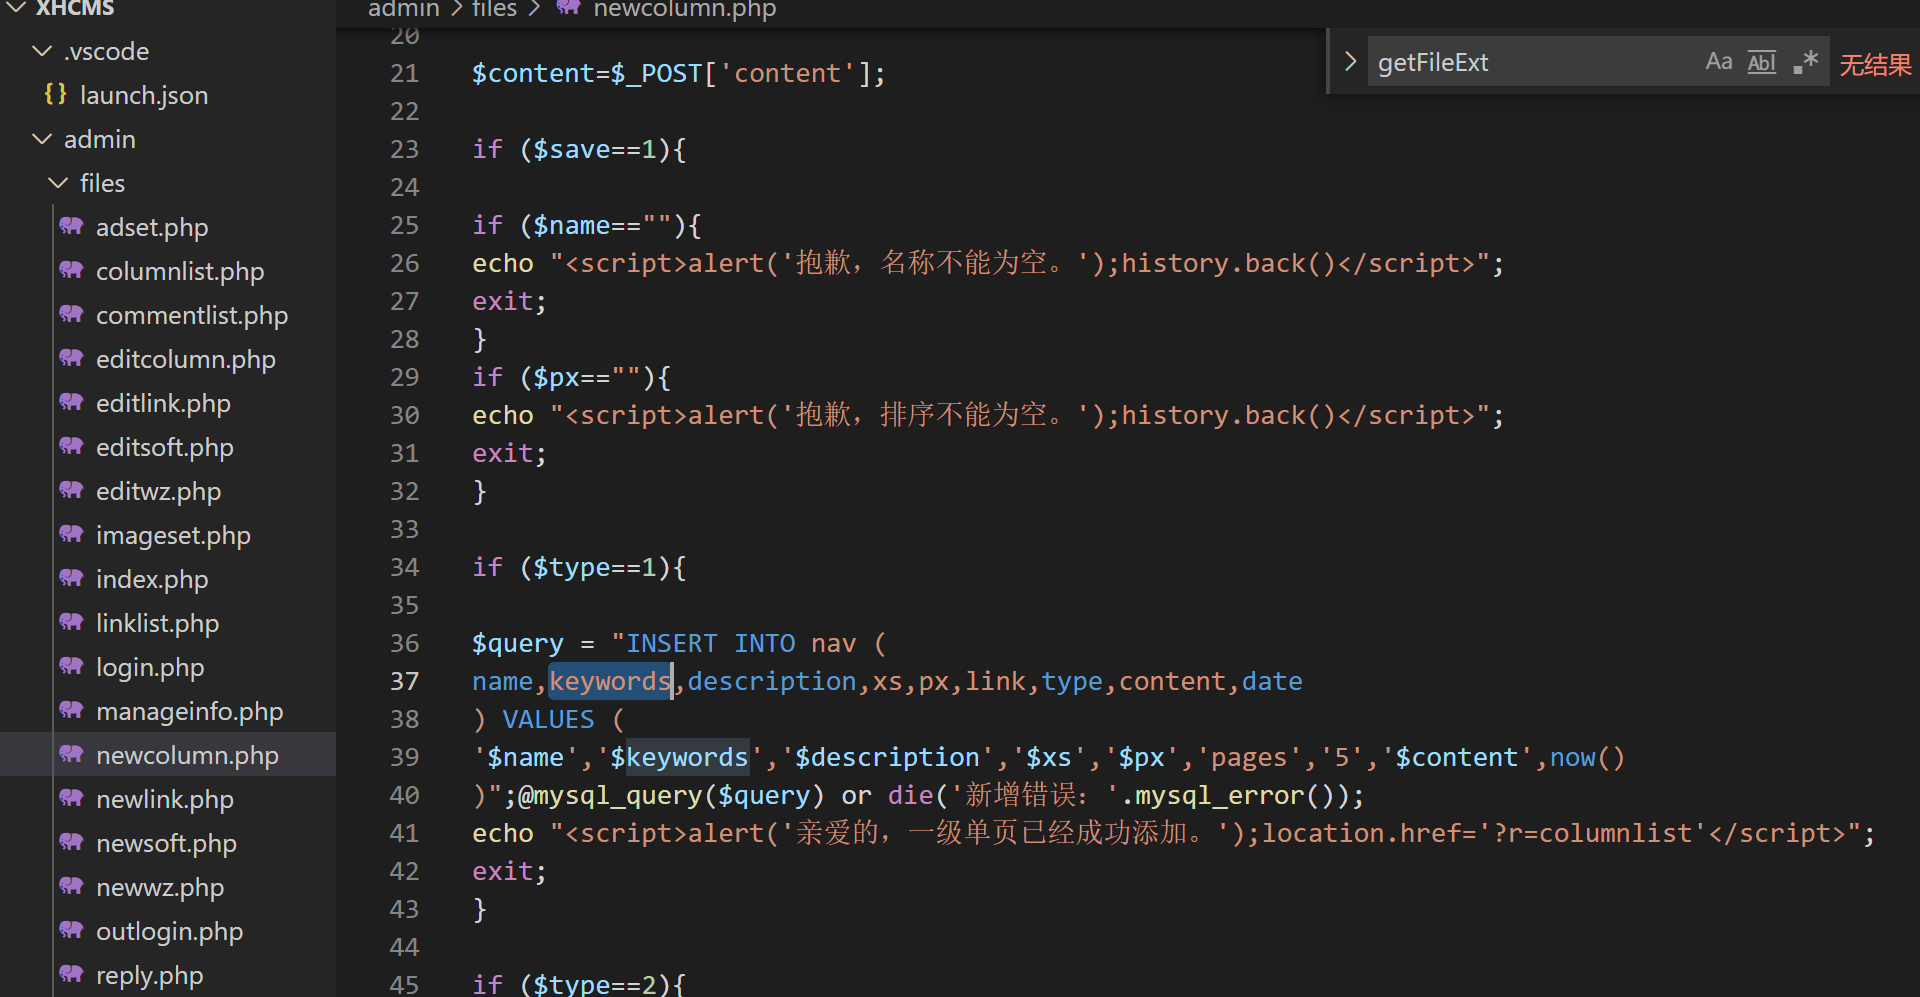 XHCMS
.vscode
{} launch.json
admin
files
adset.php
columnlist.php
commentlist.php
editcolumn.php
editlink.php
editsoft.php
editwz.php
imageset.php
index.php
linklist.php
login.php
manageinfo.php
newcolumn.php
newlink.php
newsoft.php
newwz.php
outlogin.php
reply.php
admin > files > newcolumn.php
getFileExt Aa Abl .* 无结果
20
21 $content=$_POST['content'];
22
23 if ($save==1){
24
25 if ($name==""){
26 echo "<script>alert('抱歉，名称不能为空。');history.back()</script>";
27 exit;
28 }
29 if ($px==""){
30 echo "<script>alert('抱歉，排序不能为空。');history.back()</script>";
31 exit;
32 }
33
34 if ($type==1){
35
36 $query = "INSERT INTO nav (
37 name,keywords,description,xs,px,link,type,content,date
38 ) VALUES (
39 '$name','$keywords','$description','$xs','$px','pages','5','$content',now()
40 )";@mysql_query($query) or die('新增错误：'.mysql_error());
41 echo "<script>alert('亲爱的，一级单页已经成功添加。');location.href='?r=columnlist'</script>";
42 exit;
43 }
44
45 if ($type==2){